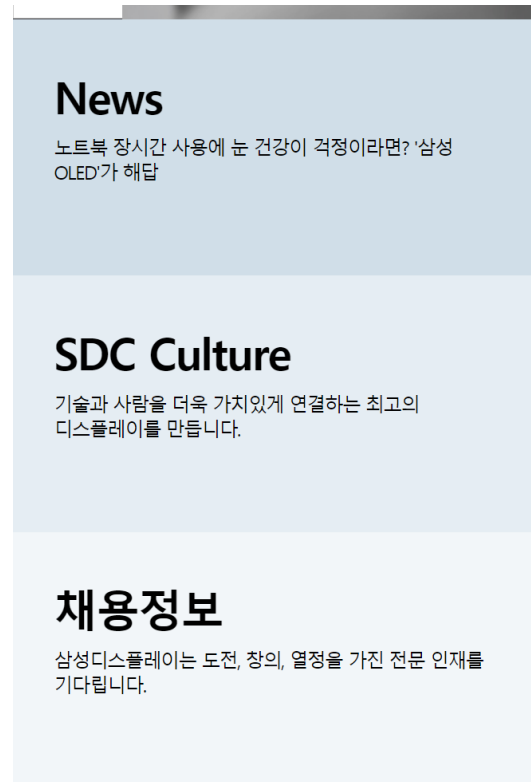 News
노트북 장시간 사용에 눈 건강이 걱정이라면? '삼성
OLED'가 해답
SDC Culture
기술과 사람을 더욱 가치있게 연결하는 최고의
디스플레이를 만듭니다.
채용정보
삼성디스플레이는 도전, 창의, 열정을 가진 전문 인재를
기다립니다.